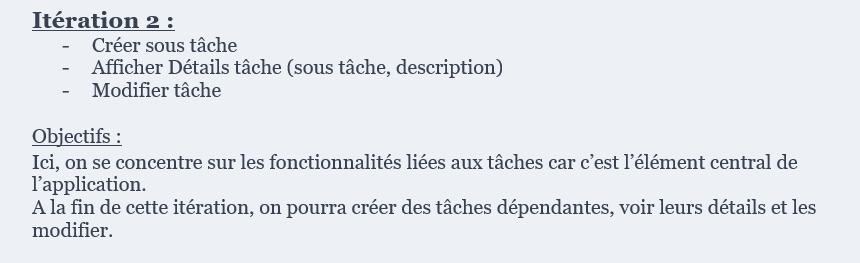 Itération 2 :
- Créer sous tâche
- Afficher Détails tâche (sous tâche, description)
- Modifier tâche
Objectifs :
Ici, on se concentre sur les fonctionnalités liées aux tâches car c’est l’élément central de
l’application.
A la fin de cette itération, on pourra créer des tâches dépendantes, voir leurs détails et les
modifier.